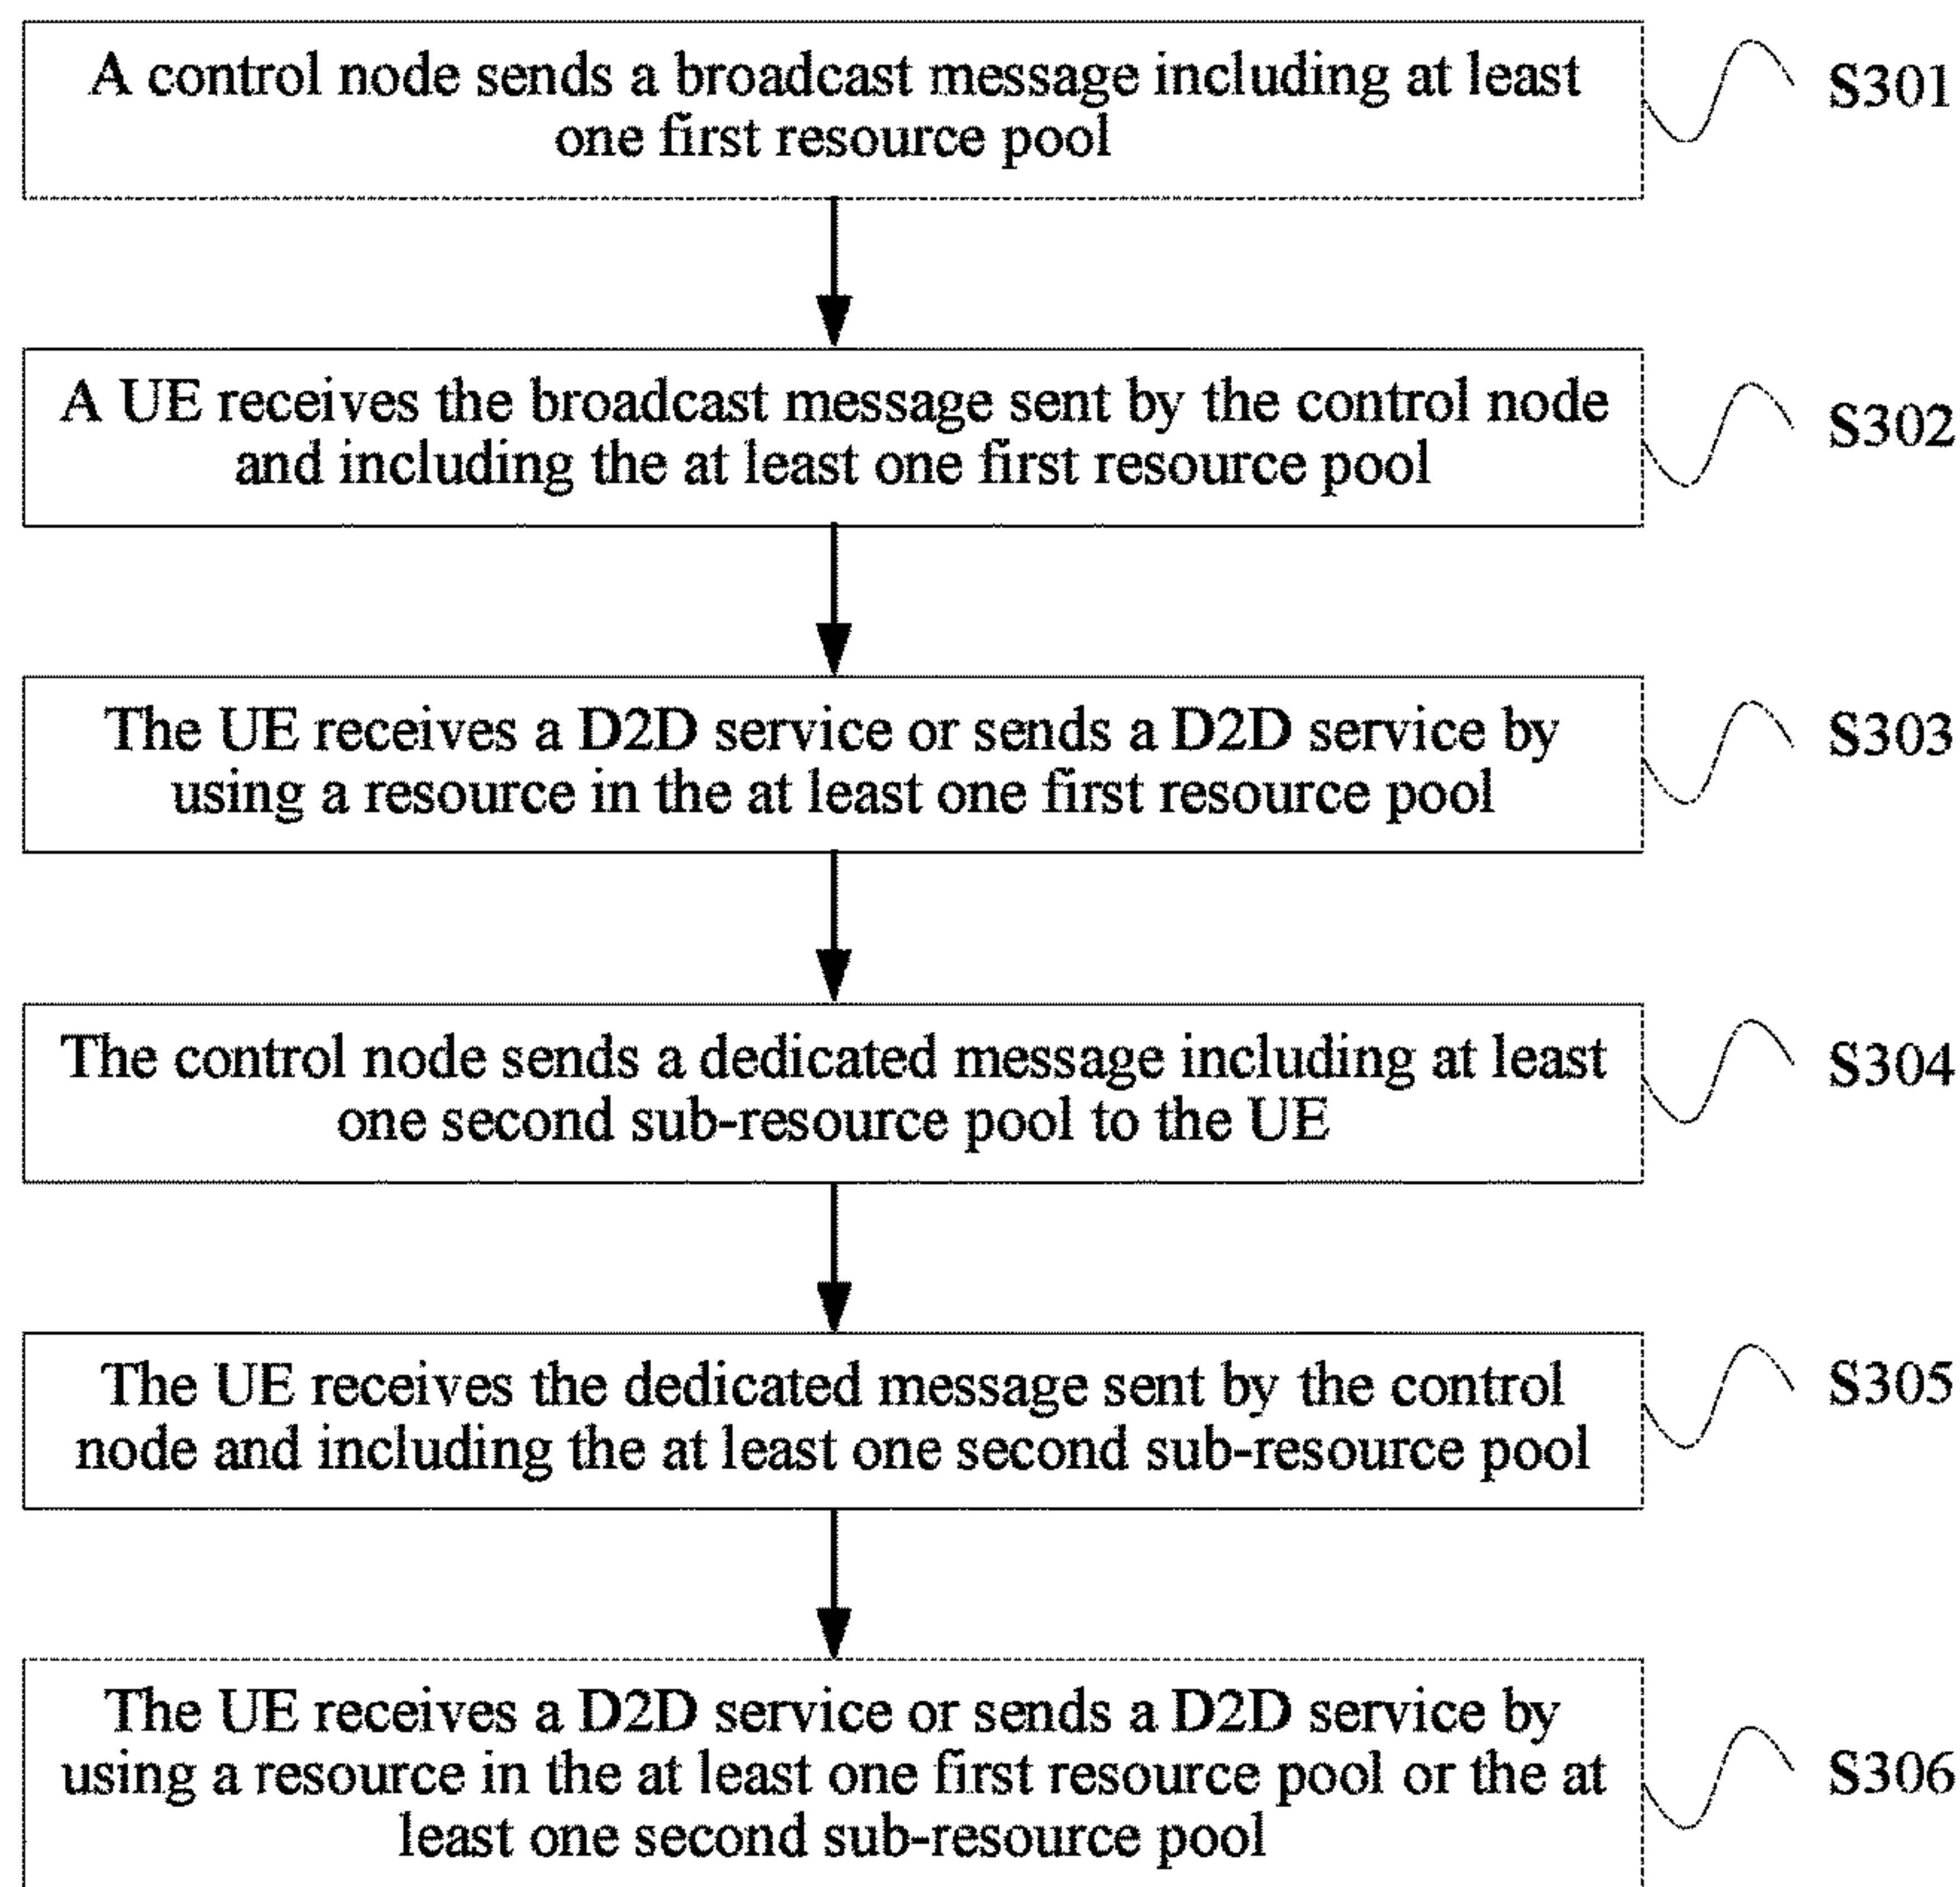 A control node sends a broadcast message including at least
one first resource pool
S301
A UE receives the broadcast message sent by the control node
and including the at least one first resource pool
S302
The UE receives a D2D service or sends a D2D service by
using a resource in the at least one first resource pool
S303
The control node sends a dedicated message including at least
one second sub-resource pool to the UE
S304
The UE receives the dedicated message sent by the control
node and including the at least one second sub-resource pool
S305
The UE receives a D2D service or sends a D2D service by
using a resource in the at least one first resource pool or the at
least one second sub-resource pool
S306